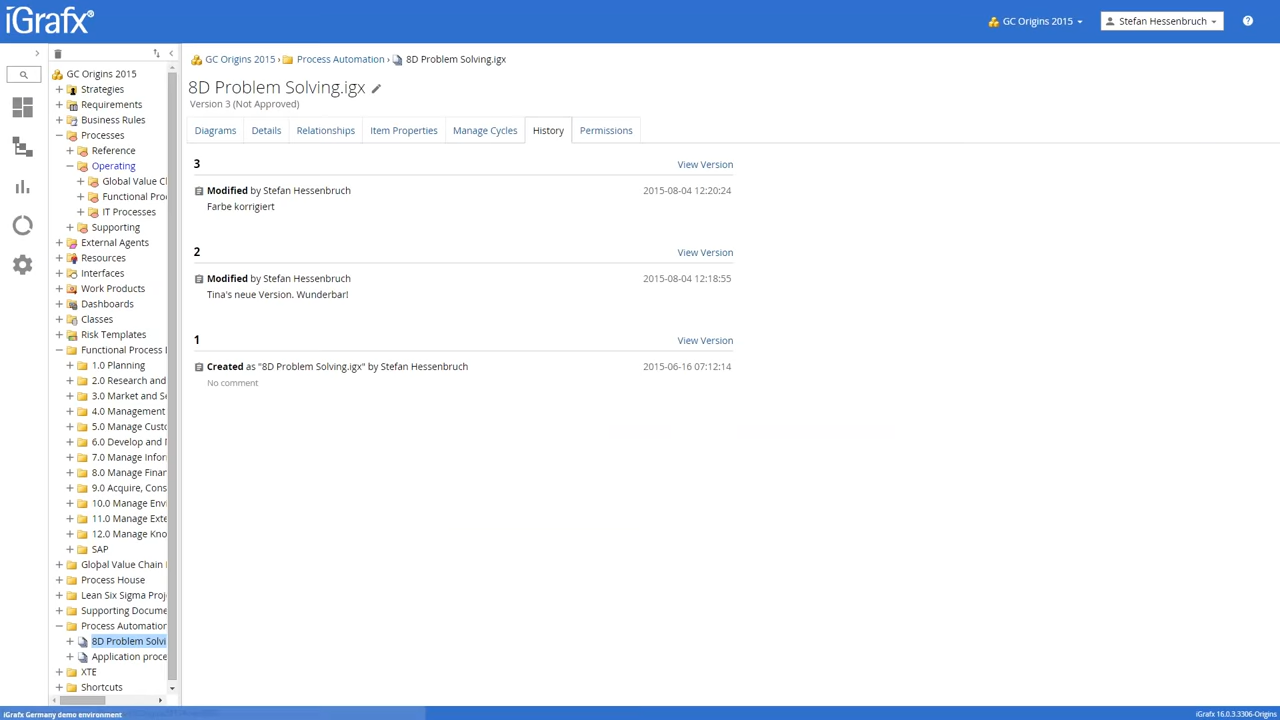 iGrafx®
GC Origins 2015
Stefan Hessenbruch
GC Origins 2015
Strategies
Requirements
Business Rules
Processes
Reference
Operating
Global Value C
Functional Pro
IT Processes
Supporting
External Agents
Resources
Interfaces
Work Products
Dashboards
Classes
Risk Templates
Functional Process
1.0 Planning
2.0 Research and
3.0 Market and S
4.0 Management
5.0 Manage Custo
6.0 Develop and
7.0 Manage Infor
8.0 Manage Finan
9.0 Acquire, Cons
10.0 Manage Envi
11.0 Manage Exte
12.0 Manage Kno
SAP
Global Value Chain
Process House
Lean Six Sigma Proj
Supporting Docume
Process Automation
8D Problem Solvi
Application proce
XTE
Shortcuts
GC Origins 2015 › Process Automation › 8D Problem Solving.igx
8D Problem Solving.igx
Version 3 (Not Approved)
Diagrams Details Relationships Item Properties Manage Cycles History Permissions
3 View Version
Modified by Stefan Hessenbruch 2015-08-04 12:20:24
Farbe korrigiert
2 View Version
Modified by Stefan Hessenbruch 2015-08-04 12:18:55
Tina's neue Version. Wunderbar!
1 View Version
Created as "8D Problem Solving.igx" by Stefan Hessenbruch 2015-06-16 07:12:14
No comment
iGrafx Germany demo environment
iGrafx 16.0.3.3306-Origins